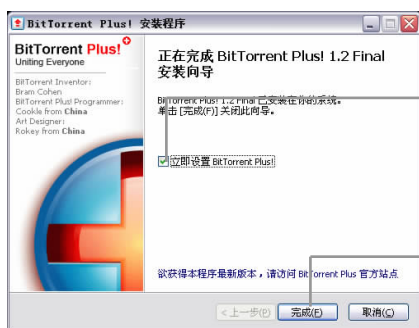 BitTorrent Plus! 安装程序
BitTorrent Plus!
Uniting Everyone
BitTorrent Inventor:
Bram Cohen
BitTorrent Plus! Programmer:
Cookle from China
Art Designer:
Rokey from China
正在完成 BitTorrent Plus! 1.2 Final
安装向导
BitTorrent Plus! 1.2 Final 已安装在你的系统。
单击 [完成(F)] 关闭此向导。
立即设置 BitTorrent Plus!
欲获得本程序最新版本，请访问 BitTorrent Plus 官方站点
< 上一步(P)
完成(F)
取消(C)